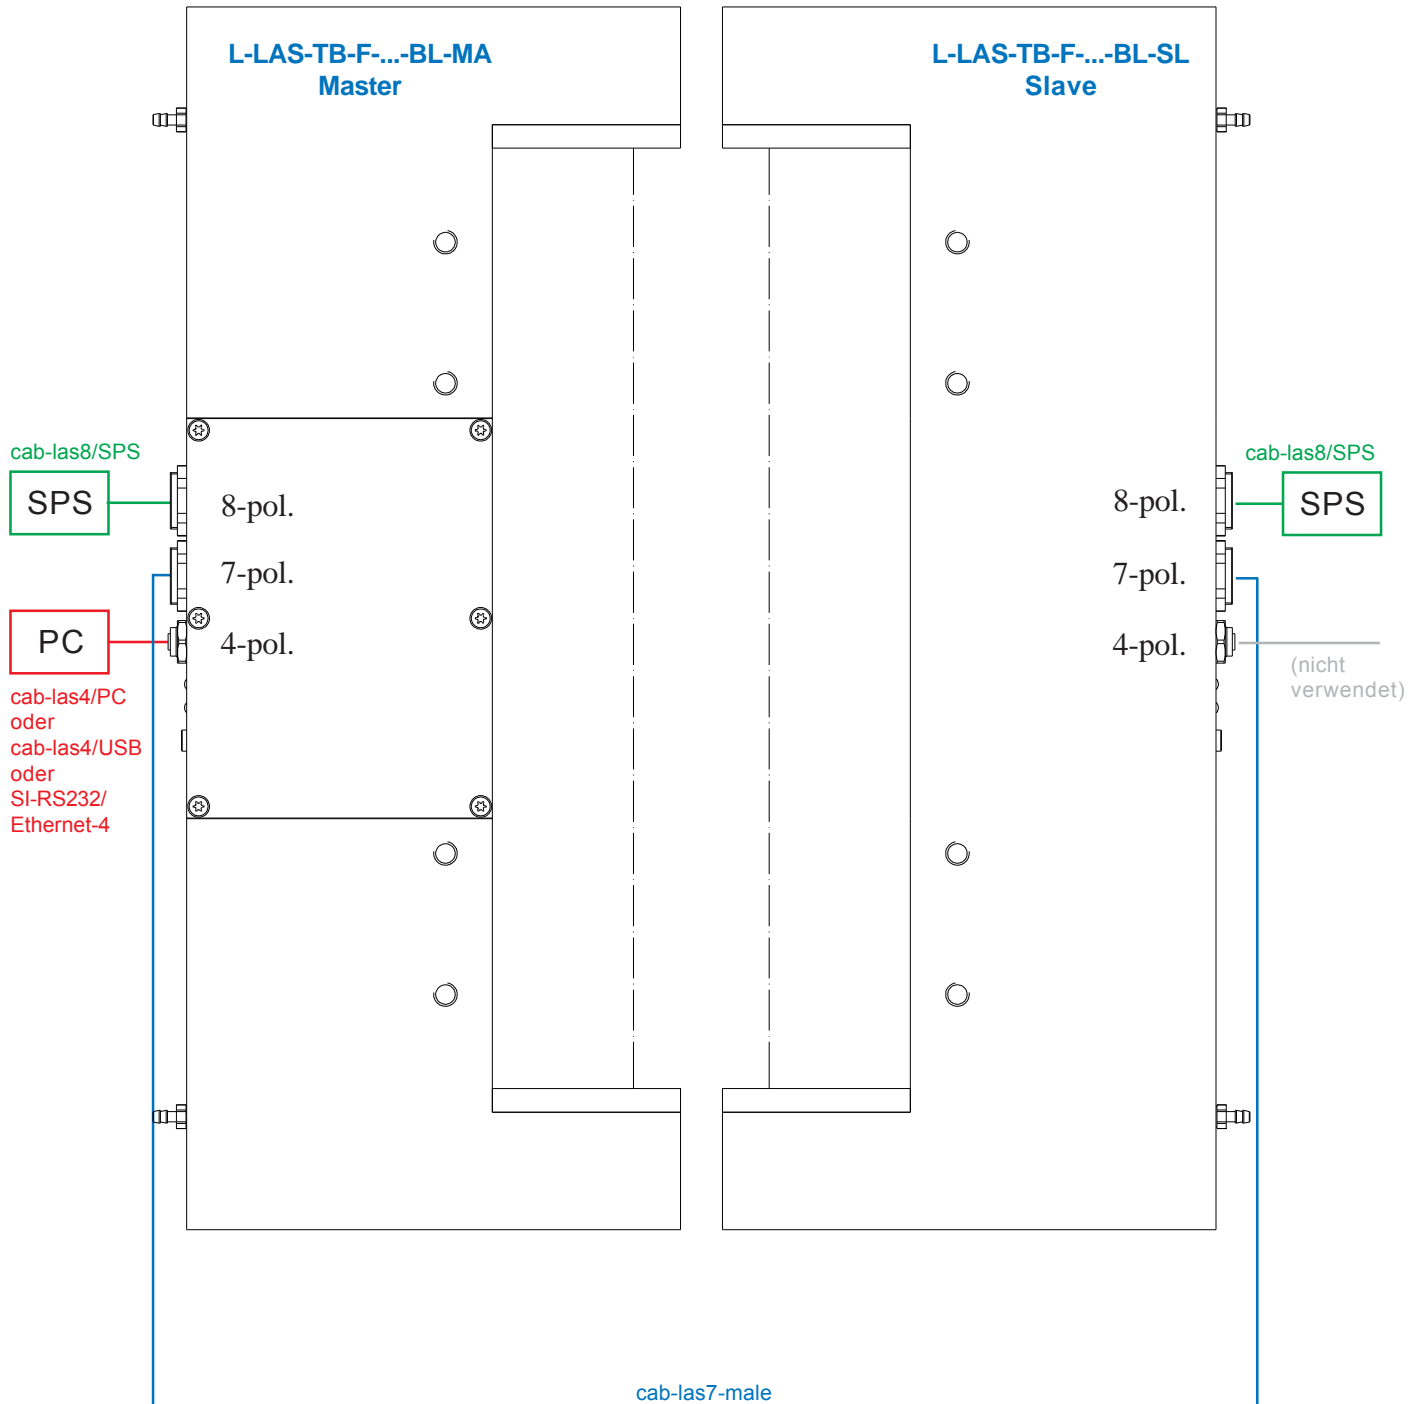 L-LAS-TB-F-...-BL-MA
Master
L-LAS-TB-F-...-BL-SL
Slave
cab-las8/SPS
SPS
8-pol.
7-pol.
4-pol.
PC
cab-las4/PC
oder
cab-las4/USB
oder
SI-RS232/
Ethernet-4
cab-las8/SPS
8-pol.
SPS
7-pol.
4-pol.
(nicht
verwendet)
cab-las7-male